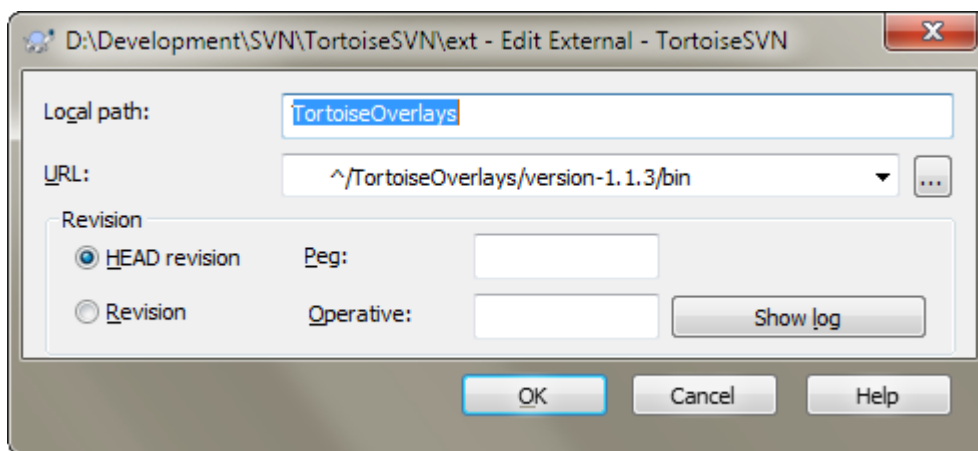 D:\Development\SVN\TortoiseSVN\ext - Edit External - TortoiseSVN
Local path: TortoiseOverlays
URL: ^/TortoiseOverlays/version-1.1.3/bin ...
Revision
HEAD revision Peg:
Revision Operative: Show log
OK Cancel Help